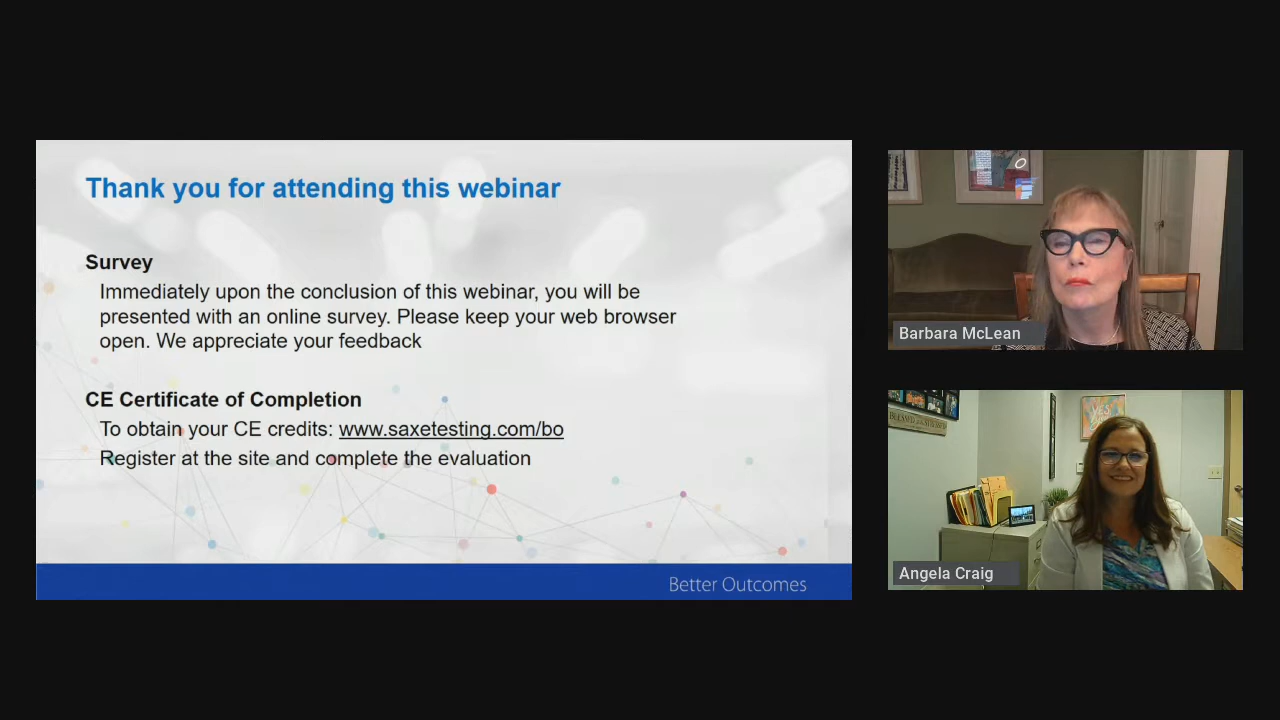 Thank you for attending this webinar
Survey
Immediately upon the conclusion of this webinar, you will be
presented with an online survey. Please keep your web browser
open. We appreciate your feedback
CE Certificate of Completion
To obtain your CE credits: www.saxetesting.com/bo
Register at the site and complete the evaluation
Better Outcomes
Barbara McLean
YES
Angela Craig